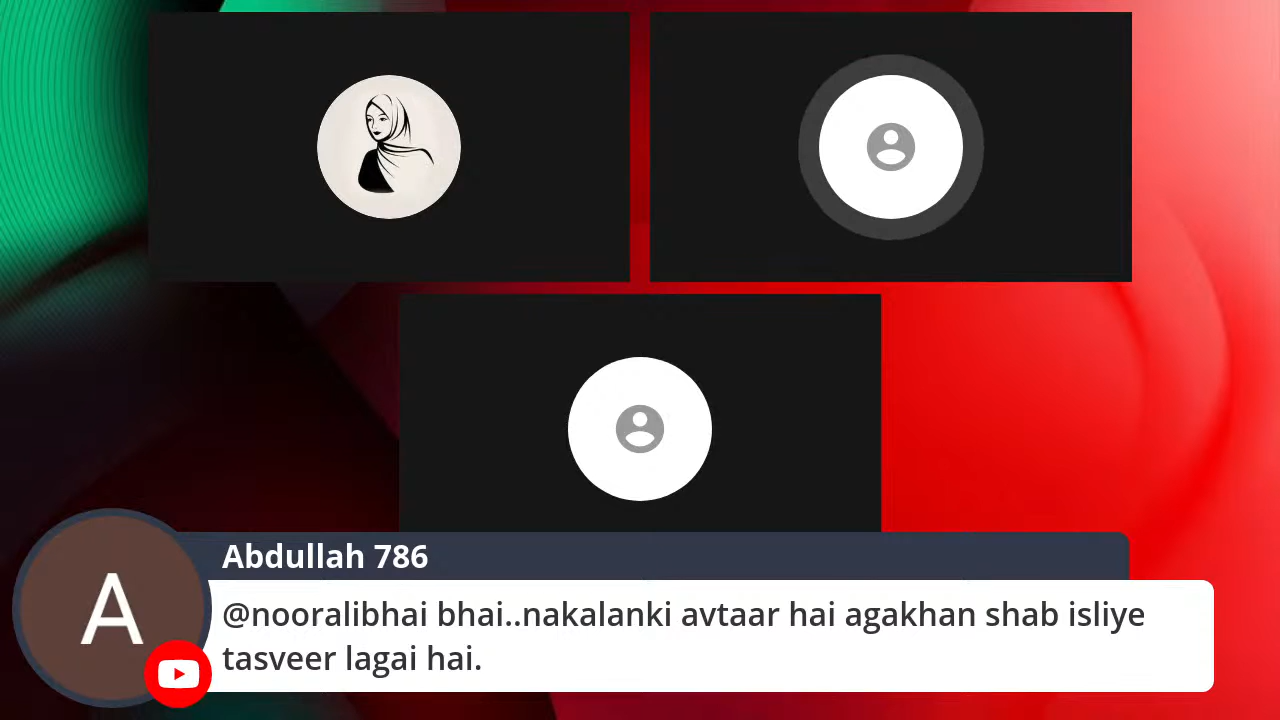 A
Abdullah 786
@nooralibhai bhai..nakalanki avtaar hai agakhan shab isliye
tasveer lagai hai.